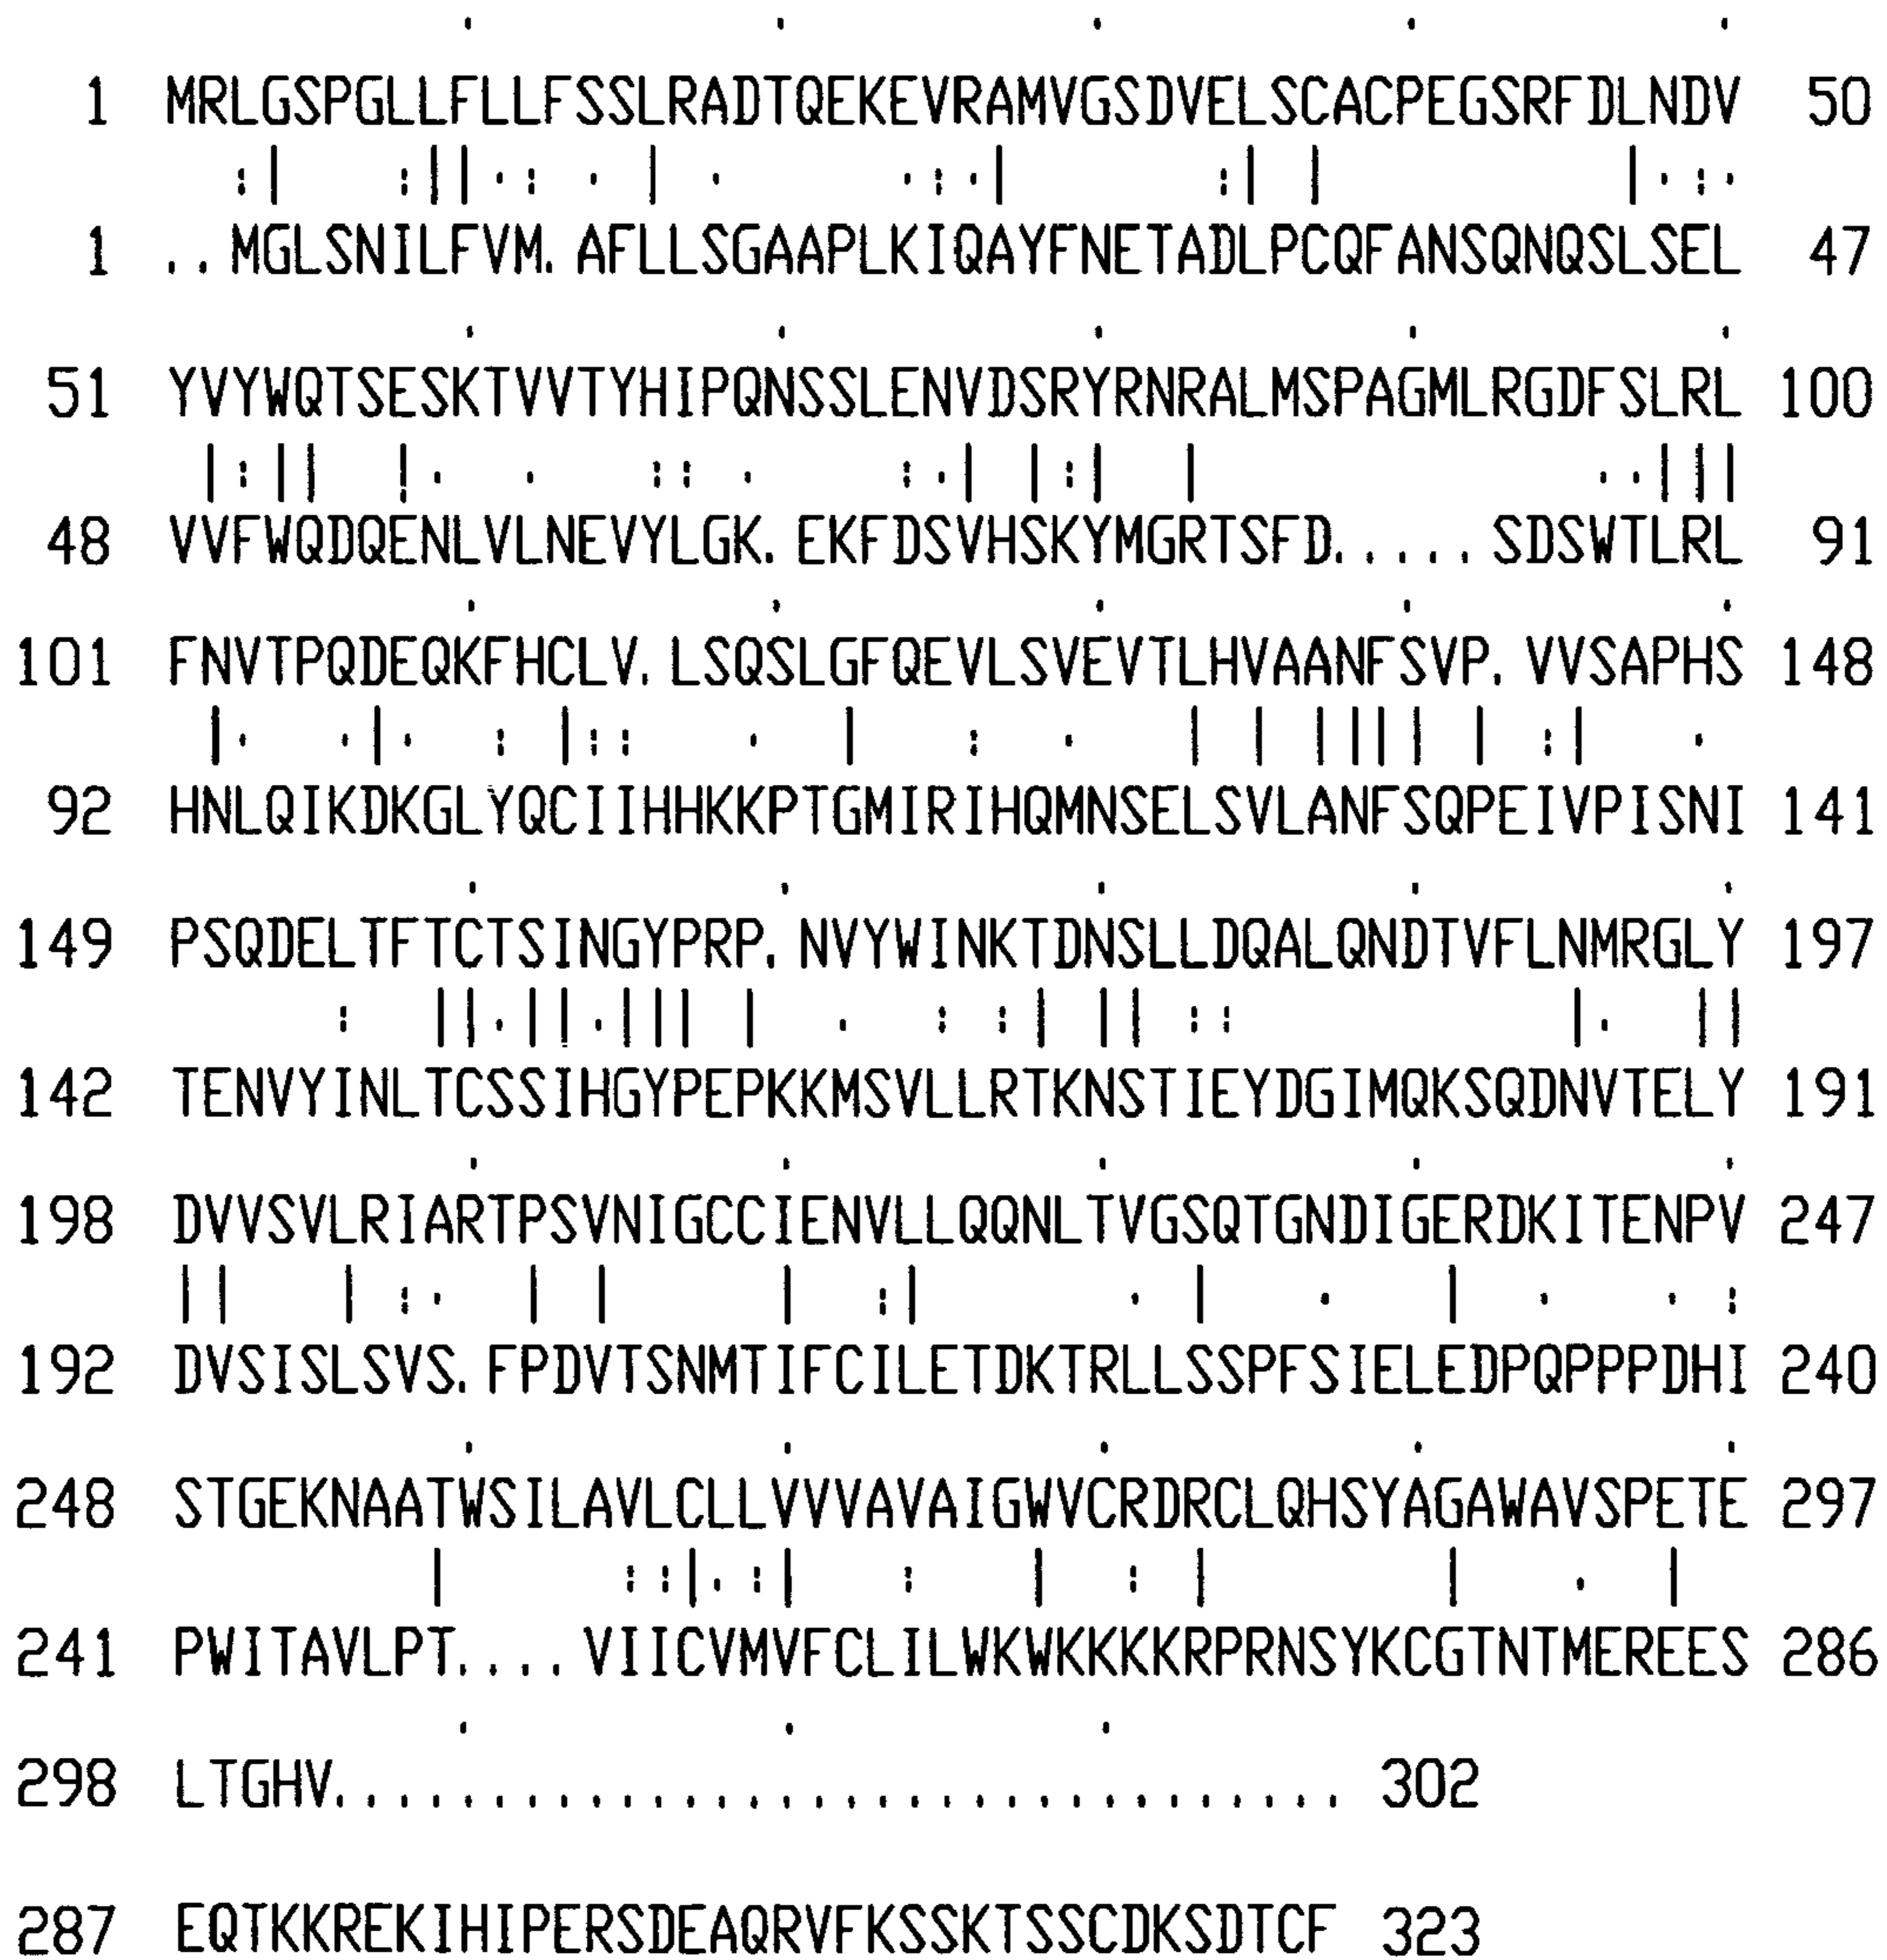 1 MRLGSPGLLFLLFSSLRADTQEKEVRAMVGSDVELSCACPEGSRFDLNDV 50
1 ..MGLSNILFVM.AFLLSGAAPLKIQAYFNETADLPCQFANSQNQSLSEL 47
51 YVYWQTSESKTVVTYHIPQNSSLENVDSRYRNRALMSPAGMLRGDFSLRL 100
48 VVFWQDQENLVLNEVYLGK.EKFDSVHSKYMGRTSFD.....SDSWTLRL 91
101 FNVTPQDEQKFHCLV.LSQSLGFQEVLSVEVTLHVAANFSVP.VVSAPHS 148
92 HNLQIKDKGLYQCIIHHKKPTGMIRIHQMNSELSVLANFSQPEIVPISNI 141
149 PSQDELTFTCTSINGYPRP.NVYWINKTDNSLLDQALQNDTVFLNMRGLY 197
142 TENVYINLTCSSIHGYPEPKKMSVLLRTKNSTIEYDGIMQKSQDNVTELY 191
198 DVVSVLRIARTPSVNIGCCIENVLLQQNLTVGSQTGNDIGERDKITENPV 247
192 DVSISLSVS.FPDVTSNMTIFCILETDKTRLLSSPFSIELEDPQPPPDHI 240
248 STGEKNAATWSILAVLCLLVVVAVAIGWVCRDRCLQHSYAGAWAVSPETE 297
241 PWITAVLPT....VIICVMVFCLILWKWKKKKRPRNSYKCGTNTMEREES 286
298 LTGHV................................ 302
287 EQTKKREKIHIPERSDEAQRVFKSSKTSSCDKSDTCF 323